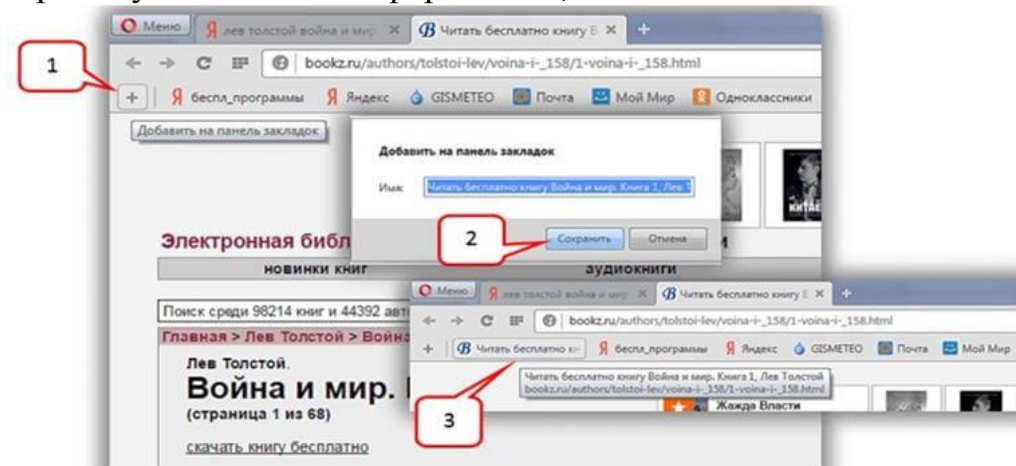 Меню
лев толстой война и мир
Читать бесплатно книгу В
bookz.ru/authors/tolstoi-lev/voina-i-_158/1-voina-i-_158.html
1
беспл_программы Яндекс GISMETEO Почта Мой Мир Одноклассники
Добавить на панель закладок
Добавить на панель закладок
Имя: Читать бесплатно книгу Война и мир. Книга 1, Лев Т
2
Сохранить Отмена
КИТАЕ
Электронная библ
новинки книг аудиокниги
Поиск среди 98214 книг и 44392 авт
Главная > Лев Толстой > Война
Лев Толстой.
Война и мир.
(страница 1 из 68)
скачать книгу бесплатно
Меню
лев толстой война и мир
Читать бесплатно книгу В
bookz.ru/authors/tolstoi-lev/voina-i-_158/1-voina-i-_158.html
Читать бесплатно кн беспл_программы Яндекс GISMETEO Почта Мой Мир
Читать бесплатно книгу Война и мир. Книга 1, Лев Толстой
bookz.ru/authors/tolstoi-lev/voina-i-_158/1-voina-i-_158.html
Жажда Власти
3